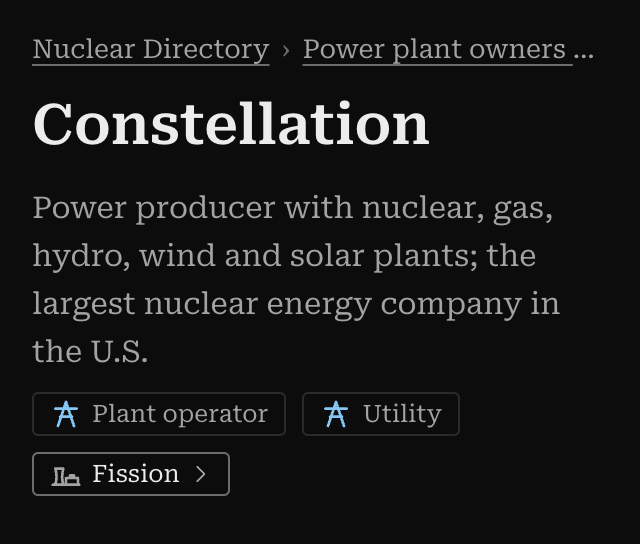 Nuclear Directory › Power plant owners ...
Constellation
Power producer with nuclear, gas,
hydro, wind and solar plants; the
largest nuclear energy company in
the U.S.
Plant operator Utility
Fission >